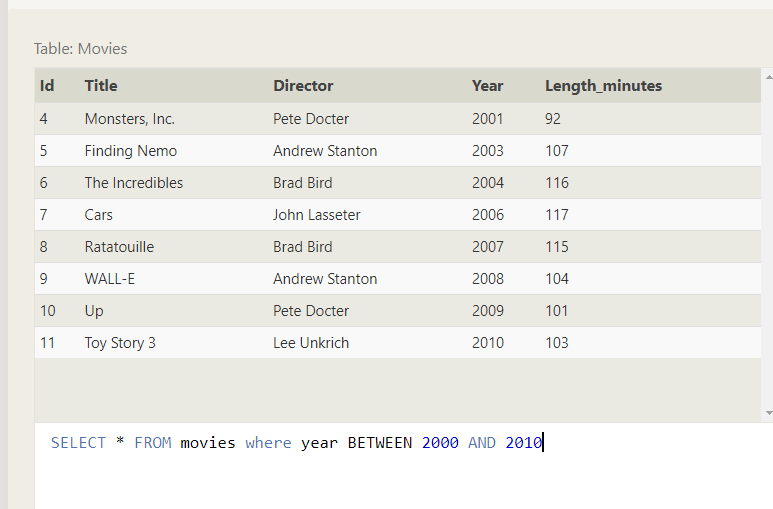 Table: Movies
Id Title Director Year Length_minutes
4 Monsters, Inc. Pete Docter 2001 92
5 Finding Nemo Andrew Stanton 2003 107
6 The Incredibles Brad Bird 2004 116
7 Cars John Lasseter 2006 117
8 Ratatouille Brad Bird 2007 115
9 WALL-E Andrew Stanton 2008 104
10 Up Pete Docter 2009 101
11 Toy Story 3 Lee Unkrich 2010 103
SELECT * FROM movies where year BETWEEN 2000 AND 2010